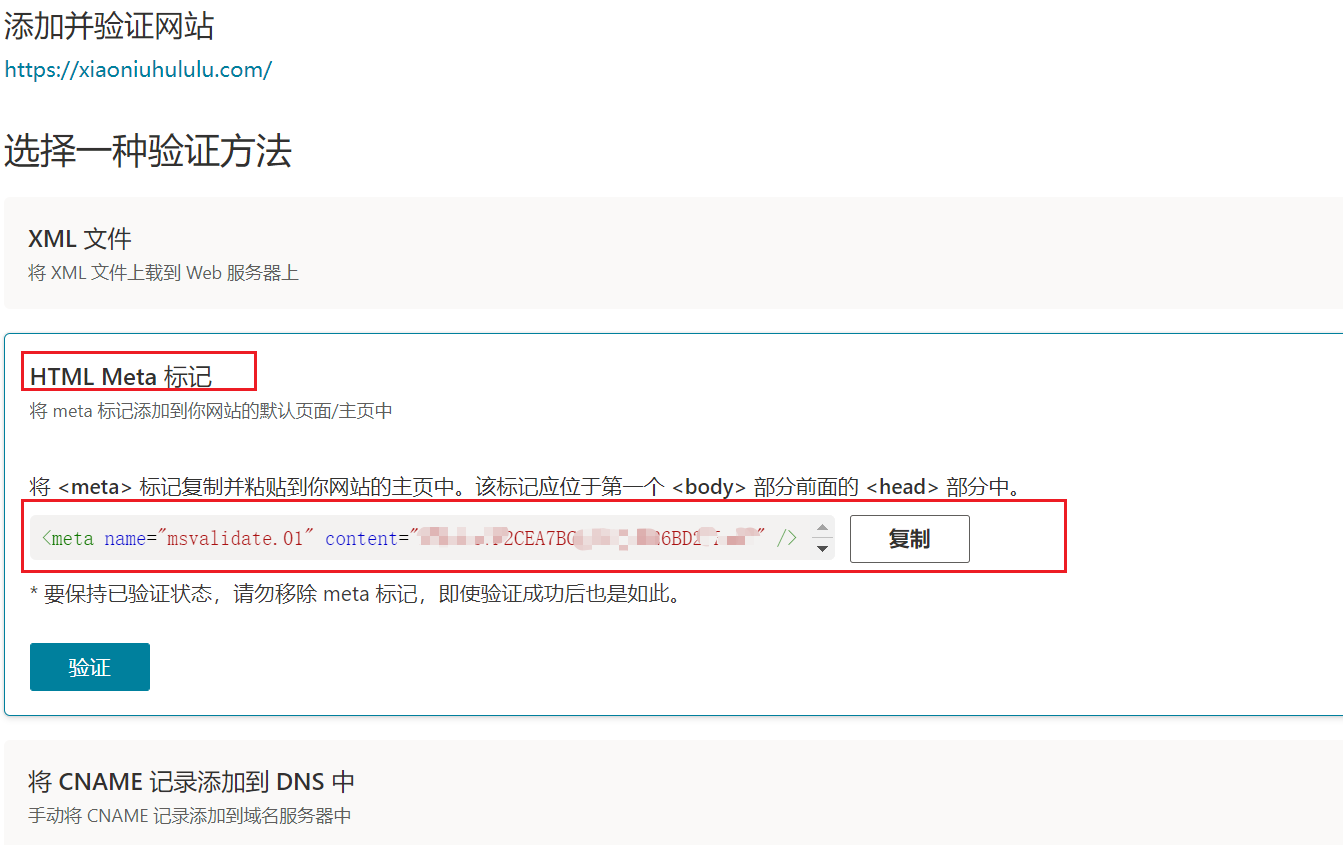 添加并验证网站
https://xiaoniuhululu.com/
选择一种验证方法
XML 文件
将 XML 文件上载到 Web 服务器上
HTML Meta 标记
将 meta 标记添加到你网站的默认页面/主页中
将 <meta> 标记复制并粘贴到你网站的主页中。该标记应位于第一个 <body> 部分前面的 <head> 部分中。
<meta name="msvalidate.01" content=" 2CEA7B 6BD2 " /> 复制
* 要保持已验证状态，请勿移除 meta 标记，即使验证成功后也是如此。
验证
将 CNAME 记录添加到 DNS 中
手动将 CNAME 记录添加到域名服务器中